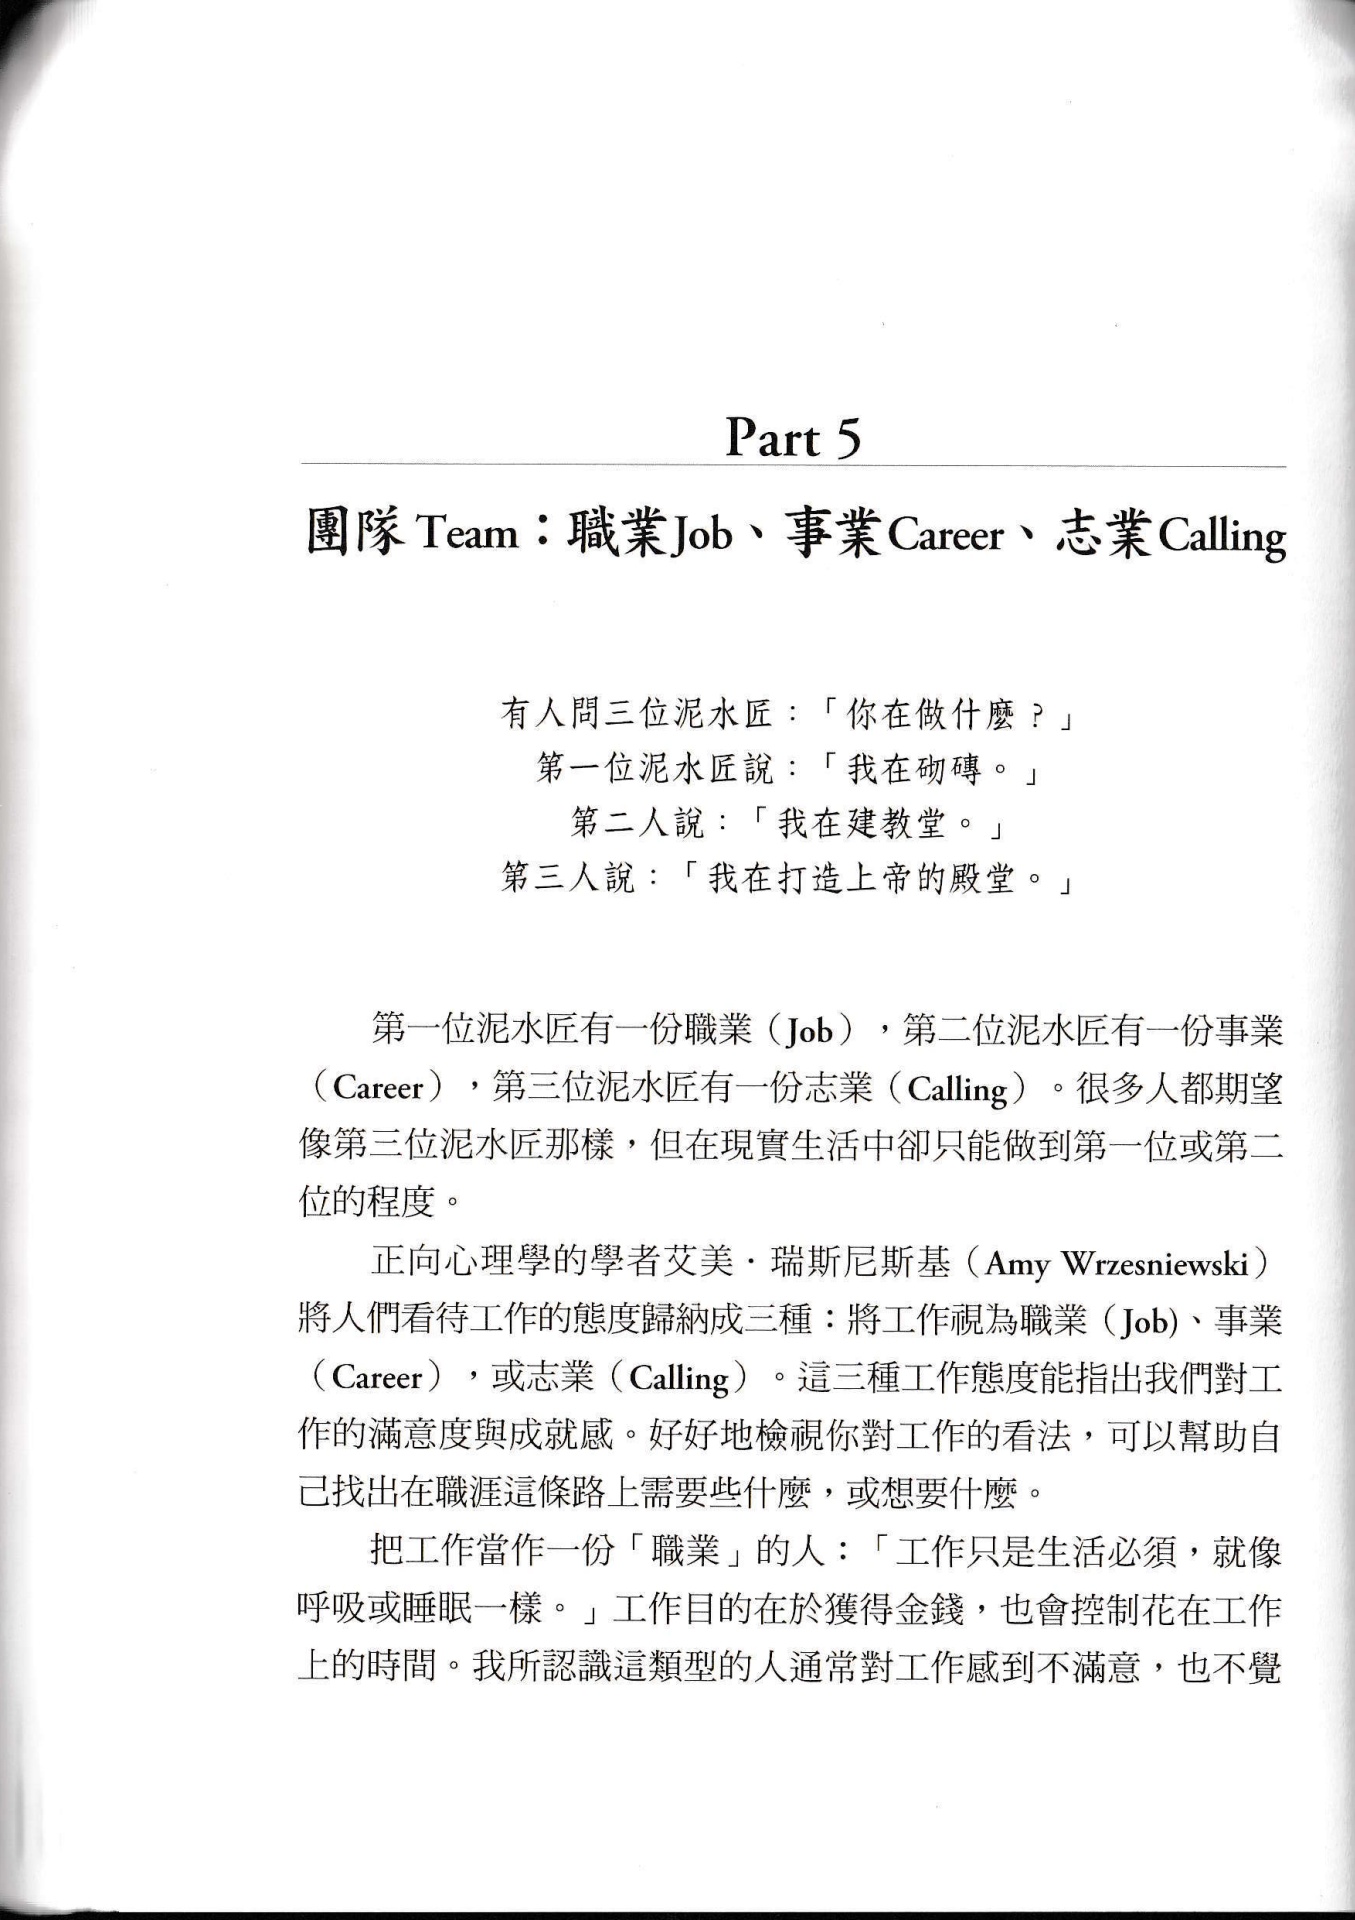 Part 5
團隊 Team：職業Job、事業Career、志業Calling
有人問三位泥水匠：「你在做什麼？」
第一位泥水匠說：「我在砌磚。」
第二人說：「我在建教堂。」
第三人說：「我在打造上帝的殿堂。」
第一位泥水匠有一份職業（Job），第二位泥水匠有一份事業
（Career），第三位泥水匠有一份志業（Calling）。很多人都期望
像第三位泥水匠那樣，但在現實生活中卻只能做到第一位或第二
位的程度。
正向心理學的學者艾美．瑞斯尼斯基（Amy Wrzesniewski）
將人們看待工作的態度歸納成三種：將工作視為職業（Job)、事業
（Career），或志業（Calling）。這三種工作態度能指出我們對工
作的滿意度與成就感。好好地檢視你對工作的看法，可以幫助自
己找出在職涯這條路上需要些什麼，或想要什麼。
把工作當作一份「職業」的人：「工作只是生活必須，就像
呼吸或睡眠一樣。」工作目的在於獲得金錢，也會控制花在工作
上的時間。我所認識這類型的人通常對工作感到不滿意，也不覺